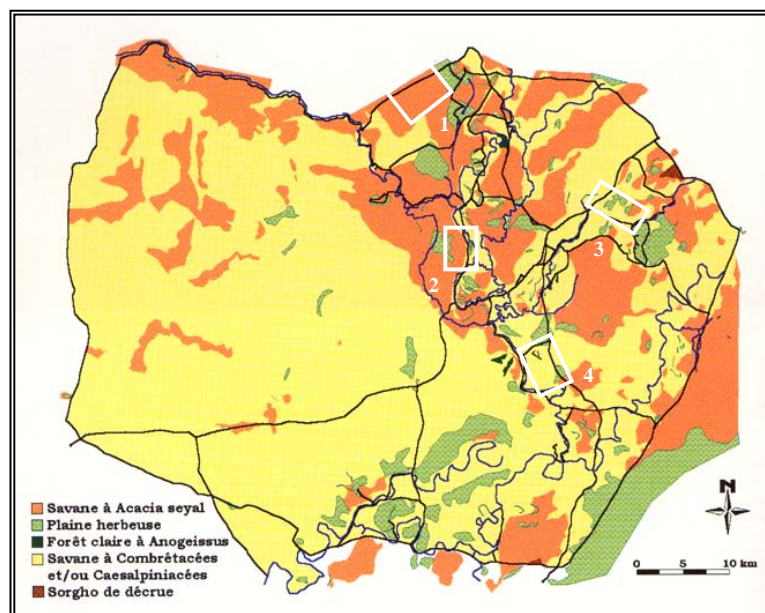 1
2
3
4
Savane à Acacia seyal
Plaine herbeuse
Forêt claire à Anogeissus
Savane à Combrétacées
et/ou Caesalpiniacées
Sorgho de décrue
N
0 5 10 km